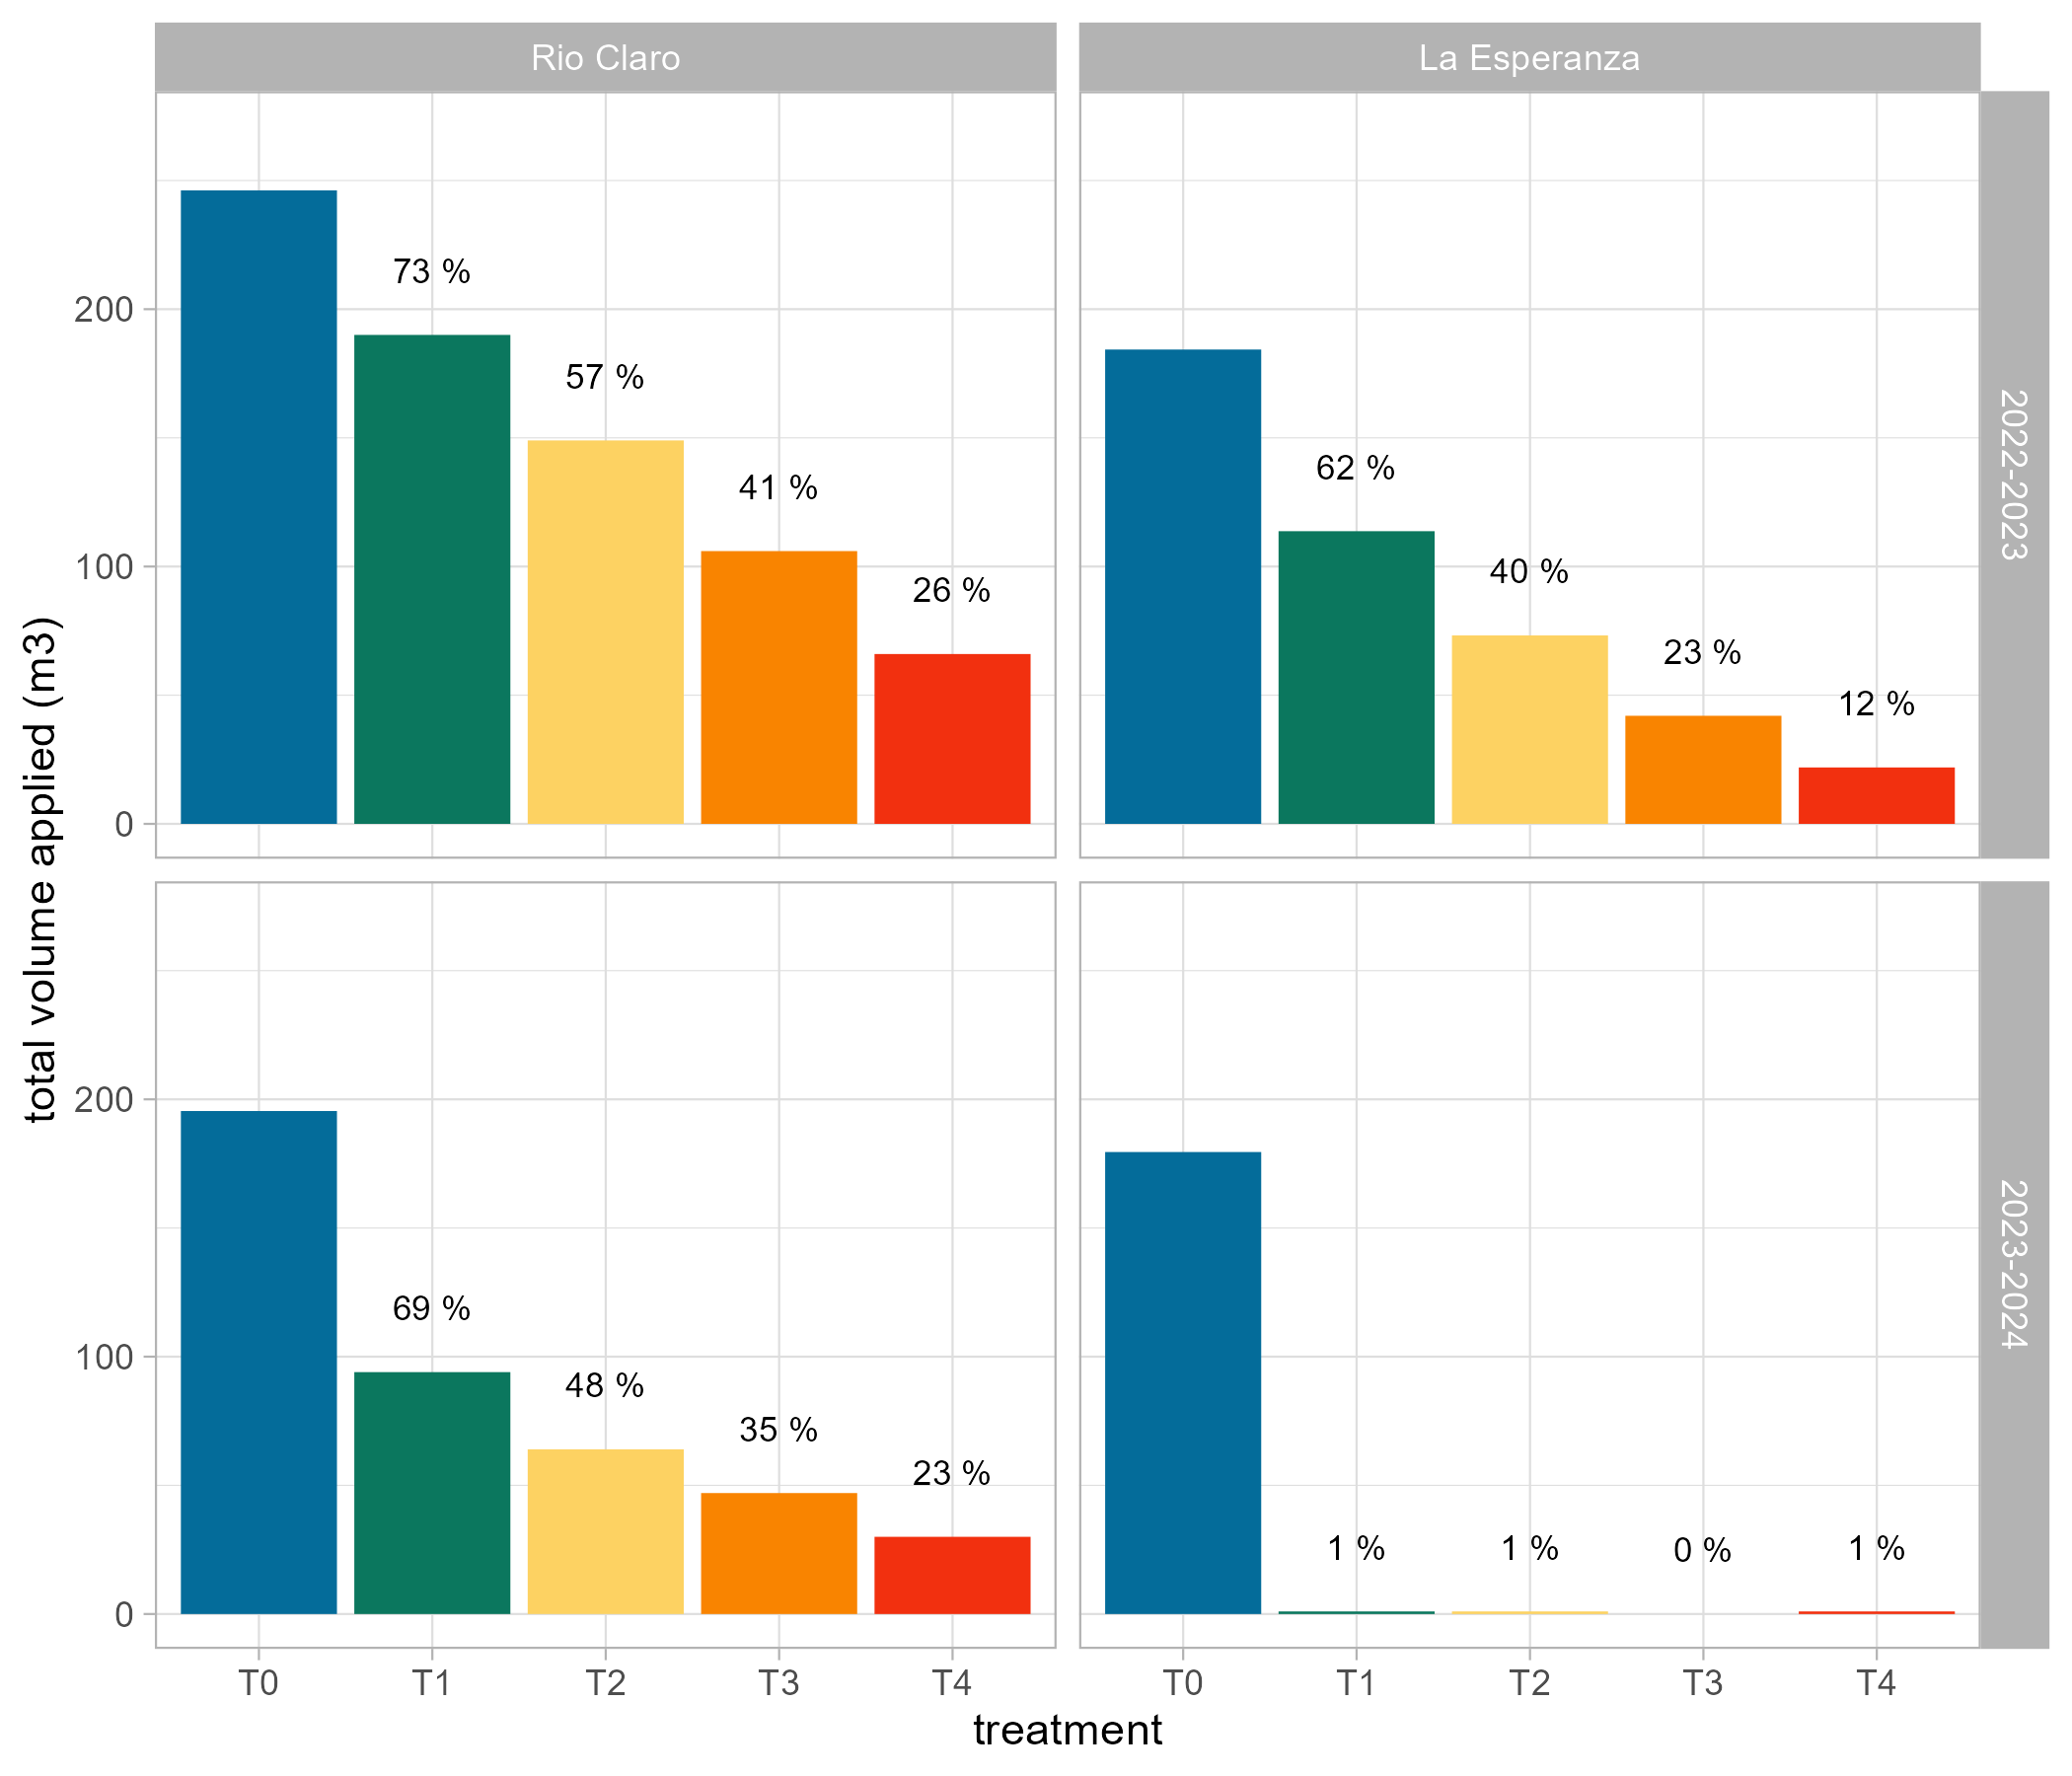 Rio Claro
La Esperanza
total volume applied (m3)
200
100
0
73 %
57 %
41 %
26 %
62 %
40 %
23 %
12 %
2022-2023
200
100
0
69 %
48 %
35 %
23 %
1 %
1 %
0 %
1 %
2023-2024
T0
T1
T2
T3
T4
T0
T1
T2
T3
T4
treatment